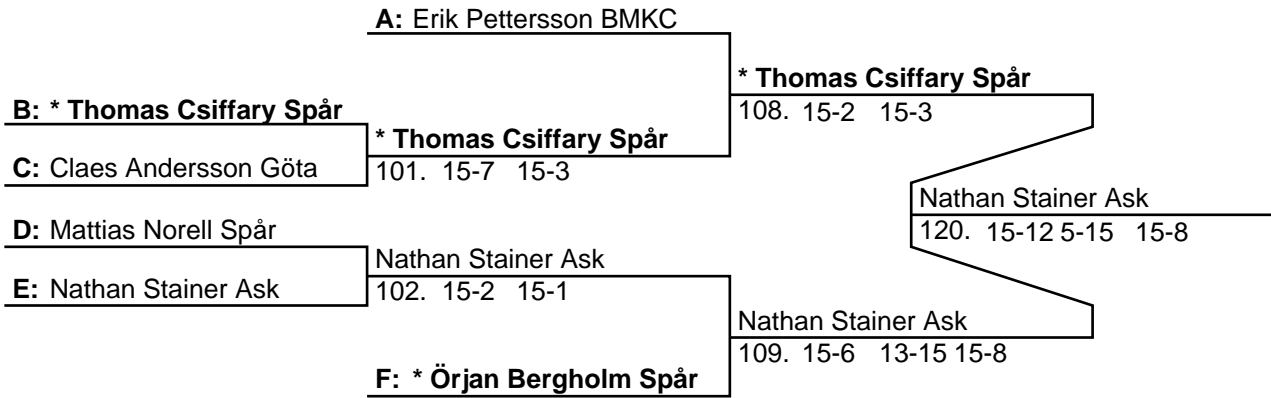 A: Erik Pettersson BMKC
* Thomas Csiffary Spår
108. 15-2 15-3
B: * Thomas Csiffary Spår
* Thomas Csiffary Spår
101. 15-7 15-3
C: Claes Andersson Göta
Nathan Stainer Ask
120. 15-12 5-15 15-8
D: Mattias Norell Spår
Nathan Stainer Ask
102. 15-2 15-1
E: Nathan Stainer Ask
Nathan Stainer Ask
109. 15-6 13-15 15-8
F: * Örjan Bergholm Spår